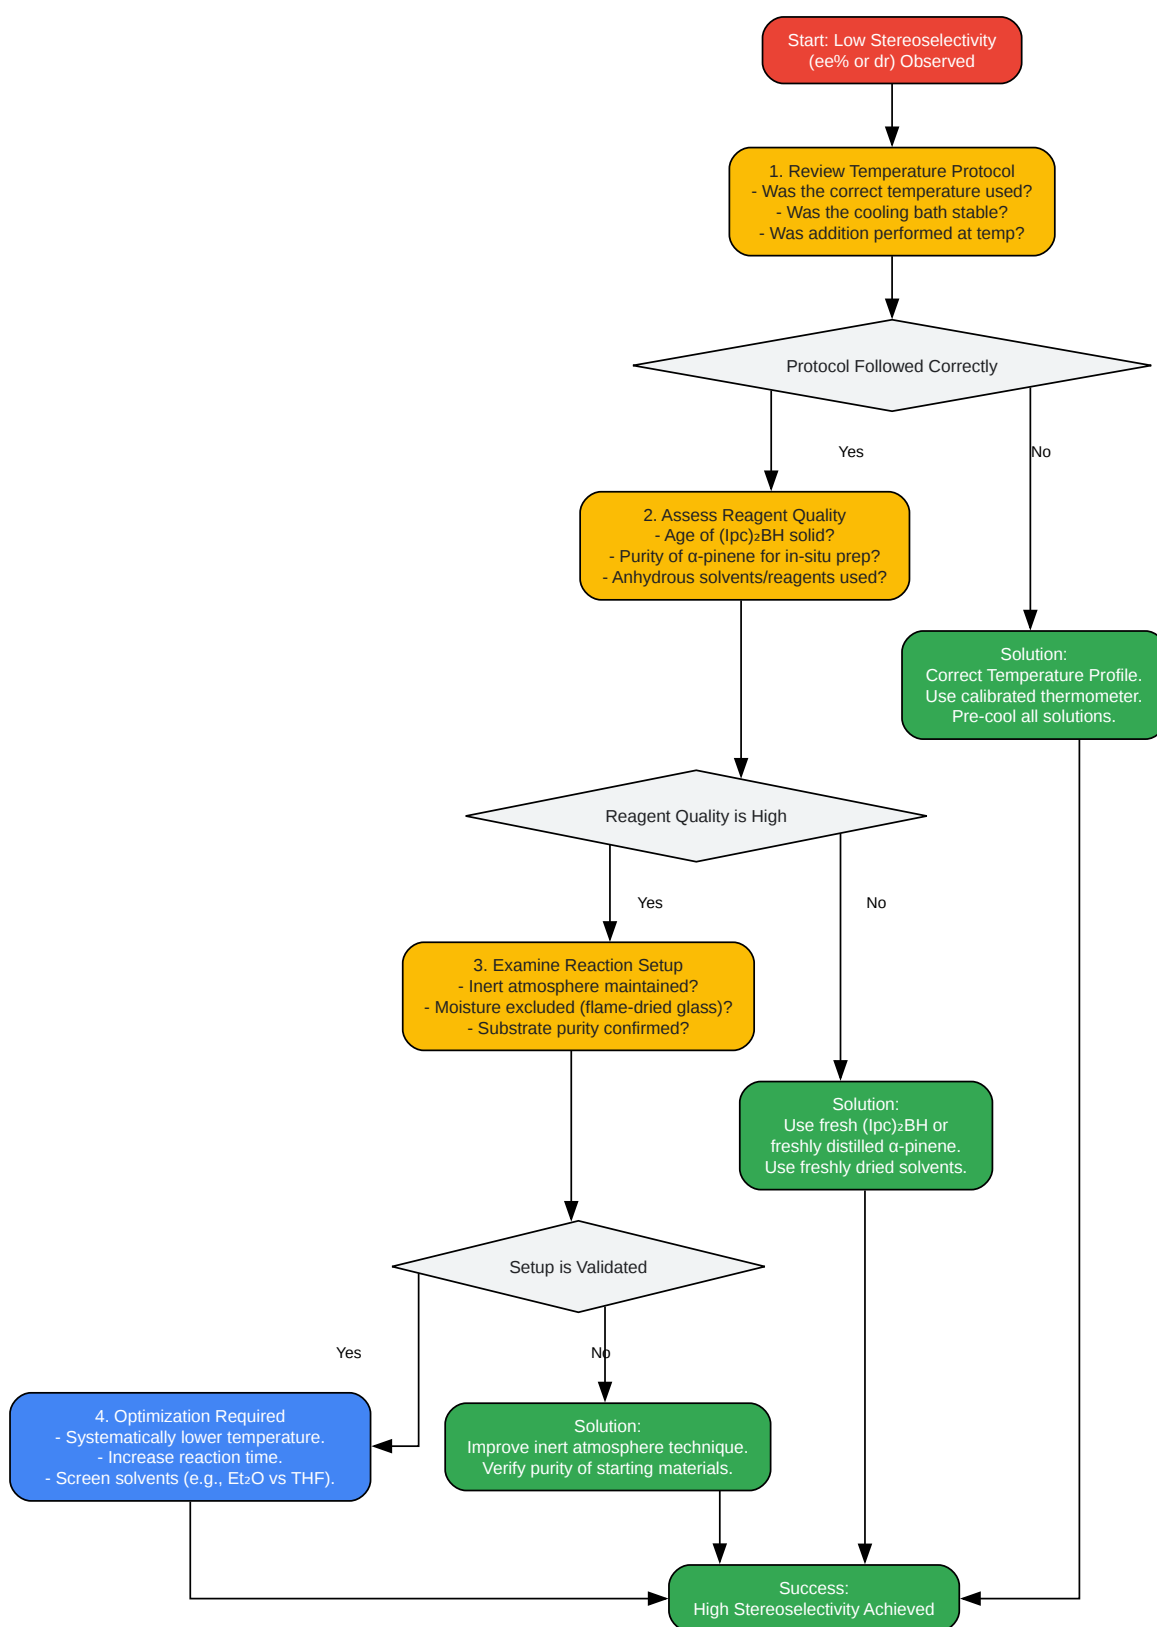 Start: Low Stereoselectivity
(ee% or dr) Observed
1. Review Temperature Protocol
- Was the correct temperature used?
- Was the cooling bath stable?
- Was addition performed at temp?
Protocol Followed Correctly
Yes
No
2. Assess Reagent Quality
- Age of (Ipc)₂BH solid?
- Purity of α-pinene for in-situ prep?
- Anhydrous solvents/reagents used?
Solution:
Correct Temperature Profile.
Use calibrated thermometer.
Pre-cool all solutions.
Reagent Quality is High
Yes
No
3. Examine Reaction Setup
- Inert atmosphere maintained?
- Moisture excluded (flame-dried glass)?
- Substrate purity confirmed?
Solution:
Use fresh (Ipc)₂BH or
freshly distilled α-pinene.
Use freshly dried solvents.
Setup is Validated
Yes
No
4. Optimization Required
- Systematically lower temperature.
- Increase reaction time.
- Screen solvents (e.g., Et₂O vs THF).
Solution:
Improve inert atmosphere technique.
Verify purity of starting materials.
Success:
High Stereoselectivity Achieved